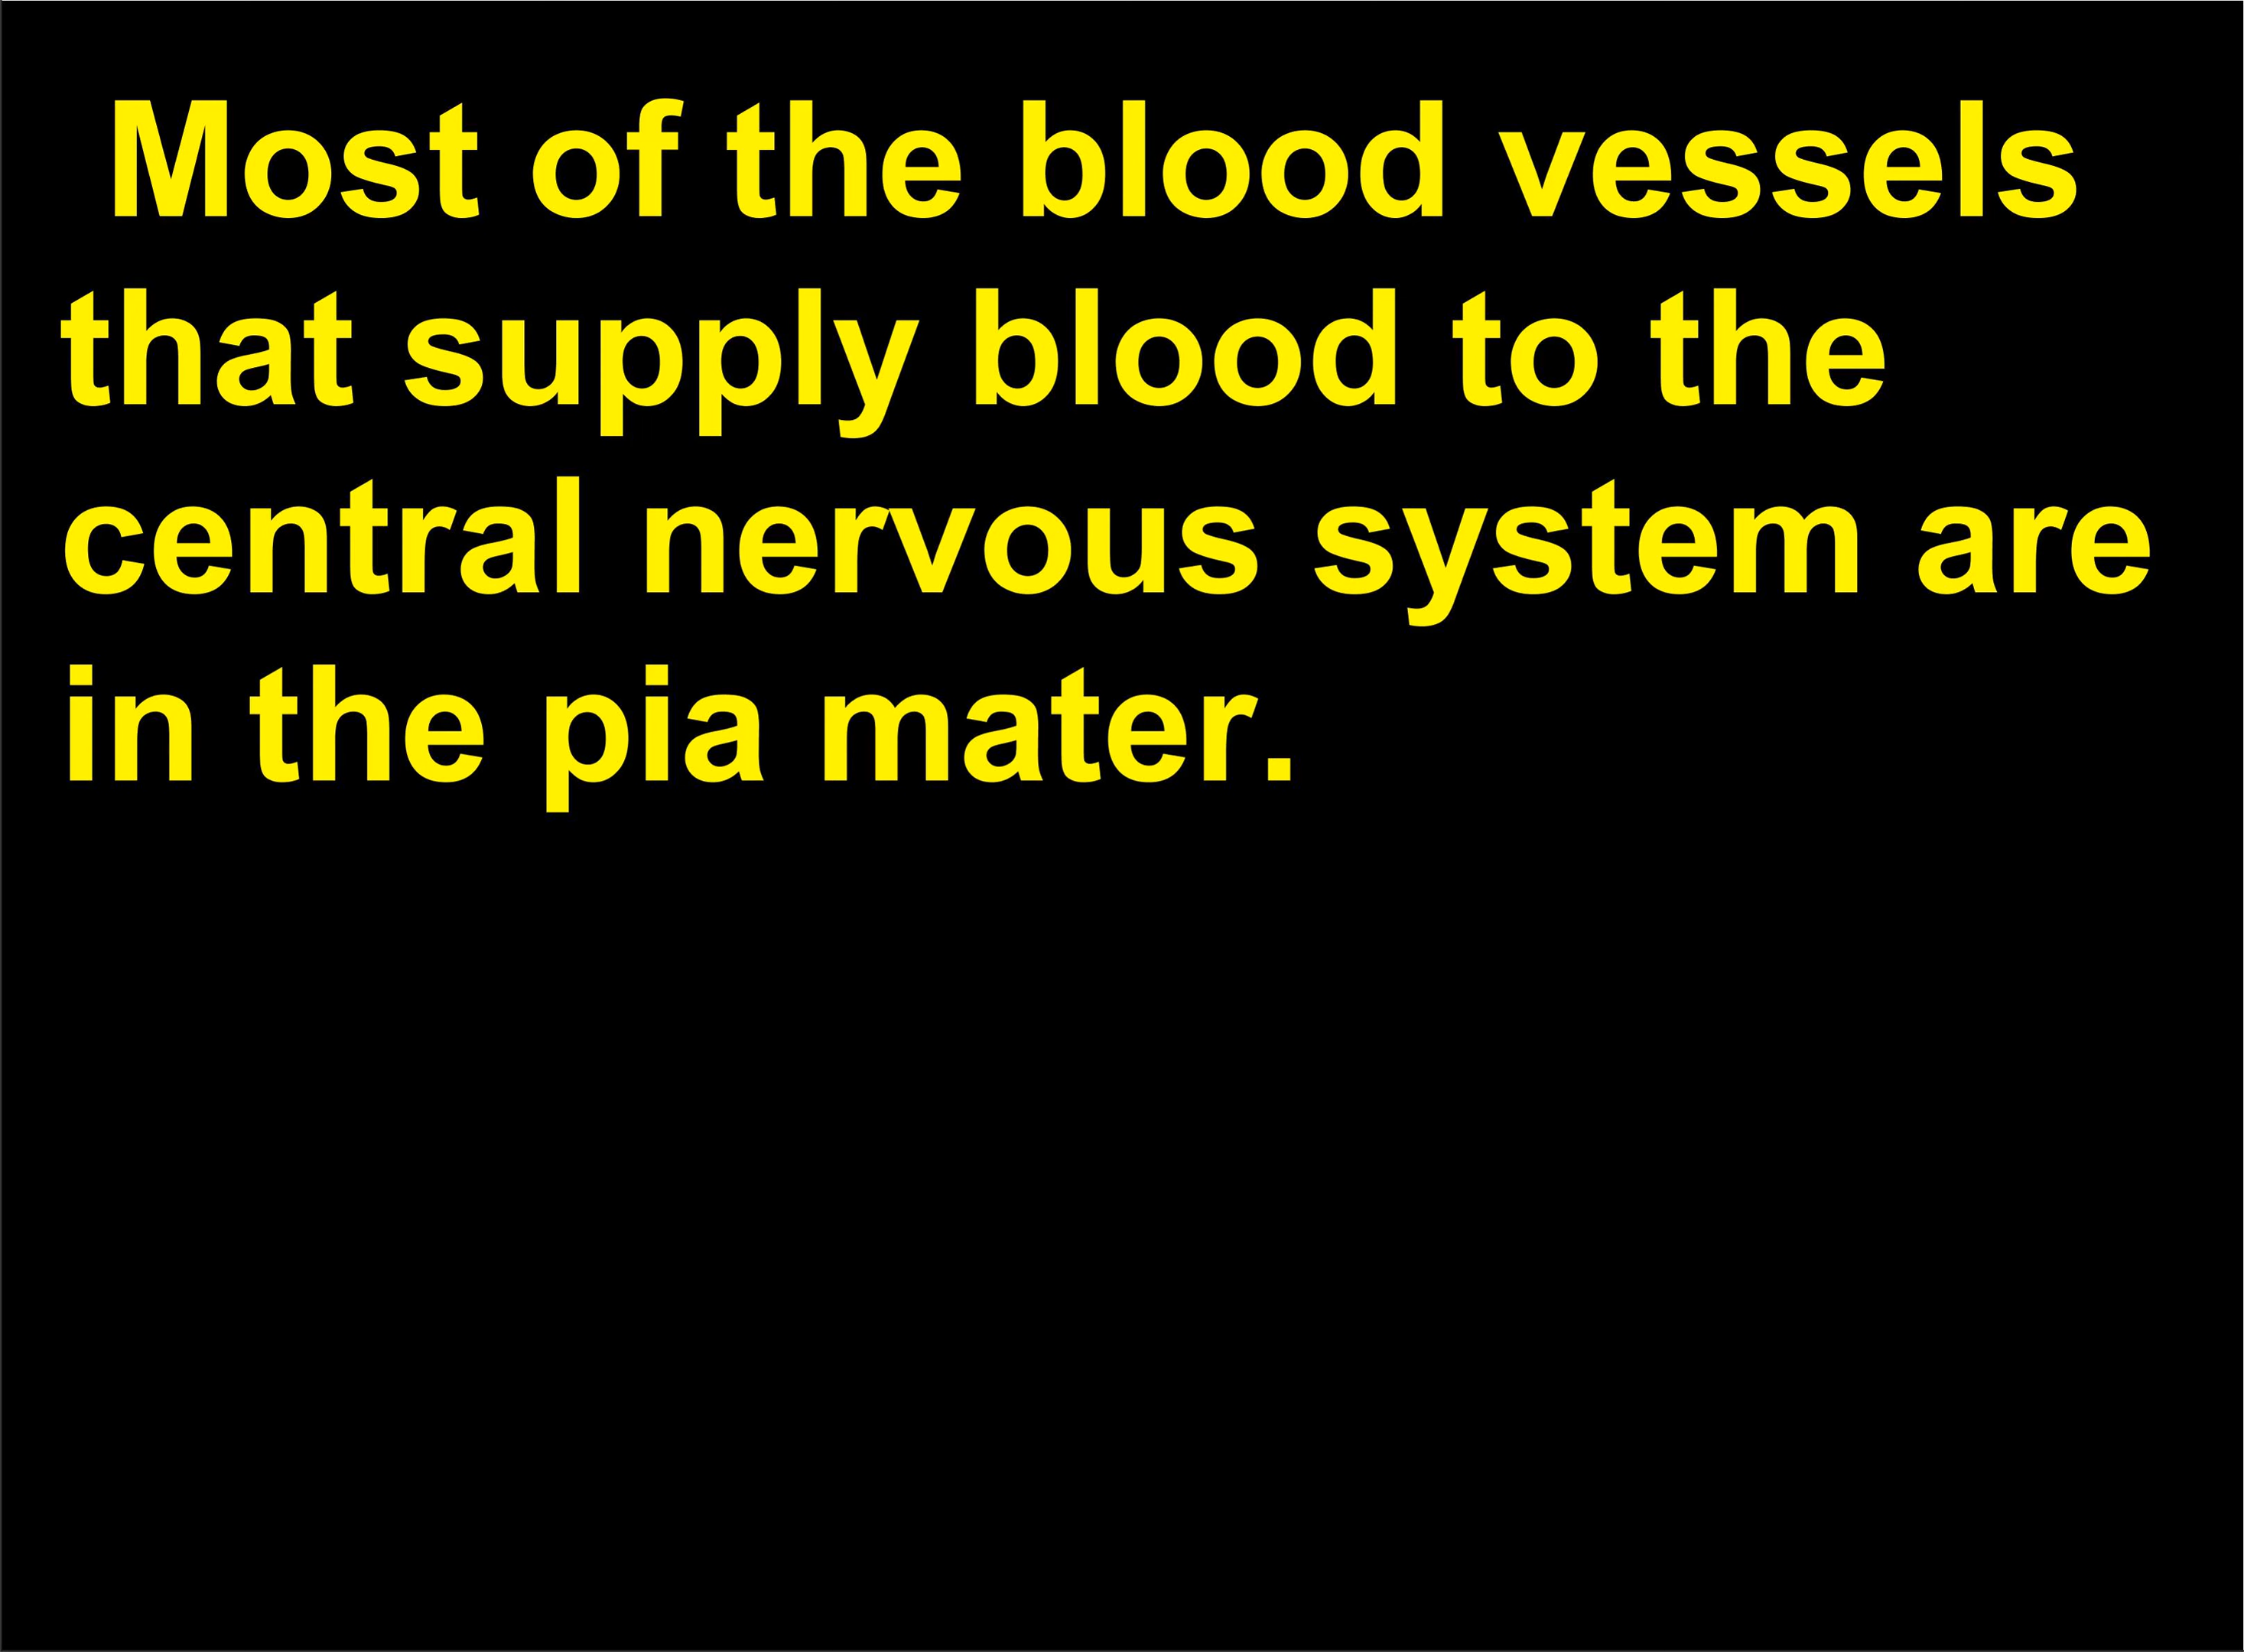 Most of the blood vessels
that supply blood to the
central nervous system are
in the pia mater.